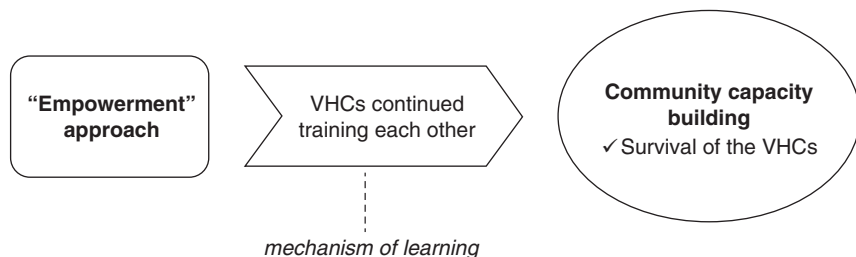 “Empowerment”
approach
VHCs continued
training each other
Community capacity
building
✓ Survival of the VHCs
mechanism of learning